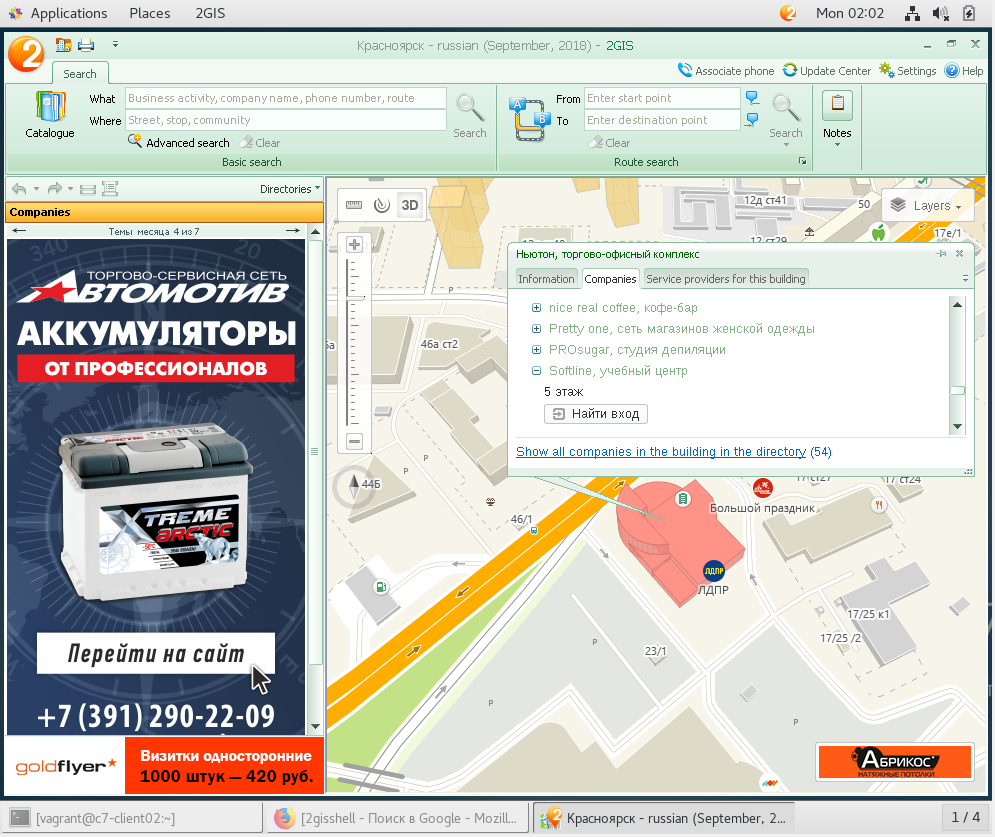 Applications Places 2GIS
2 Mon 02:02
2 Красноярск - russian (September, 2018) - 2GIS
Search
Associate phone Update Center Settings Help
Catalogue
What Business activity, company name, phone number, route
Where Street, stop, community
Advanced search Clear
Search
Basic search
A B
From Enter start point
To Enter destination point
Clear
Search
Route search
Notes
Directories
Companies
Темы месяца 4 из 7
ТОРГОВО-СЕРВИСНАЯ СЕТЬ
АВТОМОТИВ
АККУМУЛЯТОРЫ
ОТ ПРОФЕССИОНАЛОВ
ARCTIC
XTREME
ARCTIC
Перейти на сайт
+7 (391) 290-22-09
goldflyer
Визитки односторонние
1000 штук — 420 руб.
3D
Layers
12д ст41
50
12 ст29
17е/1
Ньютон, торгово-офисный комплекс
Information Companies Service providers for this building
nice real coffee, кофе-бар
Pretty one, сеть магазинов женской одежды
PROsugar, студия депиляции
Softline, учебный центр
5 этаж
Найти вход
Show all companies in the building in the directory (54)
46а ст2
P
P
P
44Б
46/1
17 ст27
17 ст24
Большой праздник
ЛДПР
ЛДПР
17/25 к1
17/25 /2
23/1
P
P
P
АБРИКОС
НАТЯЖНЫЕ ПОТОЛКИ
[vagrant@c7-client02:~]
[2gisshell - Поиск в Google - Mozill...
Красноярск - russian (September, 2...
1 / 4